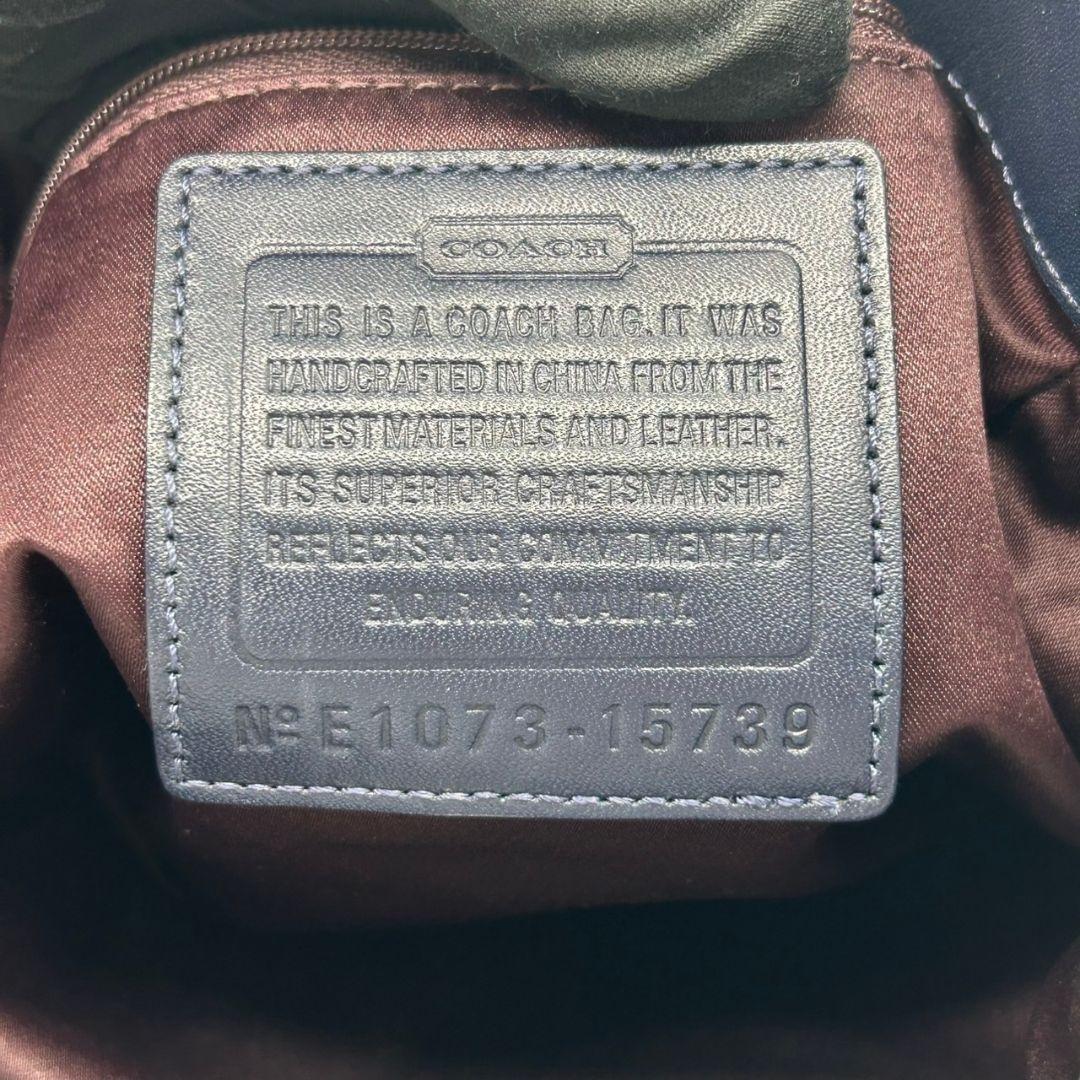 COACH
THIS IS A COACH BAG. IT WAS
HANDCRAFTED IN CHINA FROM THE
FINEST MATERIALS AND LEATHER.
ITS SUPERIOR CRAFTSMANSHIP
REFLECTS OUR COMMITMENT TO
ENDURING QUALITY.
Nº E1073-15739